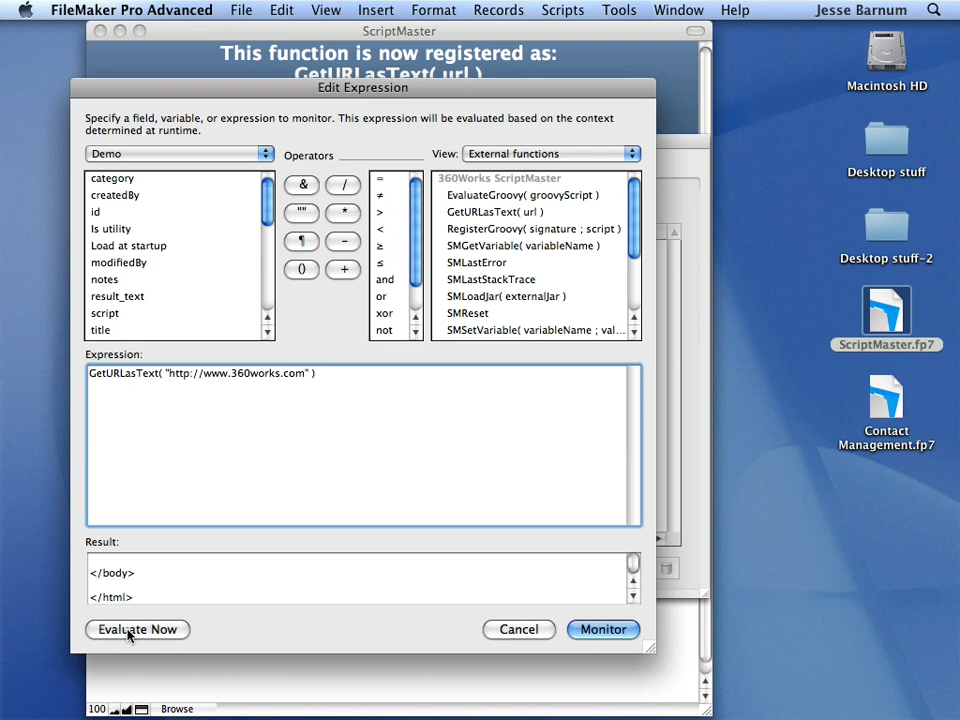 FileMaker Pro Advanced File Edit View Insert Format Records Scripts Tools Window Help Jesse Barnum
ScriptMaster
This function is now registered as:
GetURLasText( url )
Edit Expression
Specify a field, variable, or expression to monitor. This expression will be evaluated based on the context
determined at runtime.
Demo
Operators
View: External functions
category
createdBy
id
Is utility
Load at startup
modifiedBy
notes
result_text
script
title
& /
"" *
¶ -
() +
=
≠
>
<
≥
≤
and
or
xor
not
360Works ScriptMaster
EvaluateGroovy( groovyScript )
GetURLasText( url )
RegisterGroovy( signature ; script )
SMGetVariable( variableName )
SMLastError
SMLastStackTrace
SMLoadJar( externalJar )
SMReset
SMSetVariable( variableName ; val...
Expression:
GetURLasText( "http://www.360works.com" )
Result:
</body>
</html>
Evaluate Now Cancel Monitor
100 Browse
Macintosh HD
Desktop stuff
Desktop stuff-2
ScriptMaster.fp7
Contact
Management.fp7